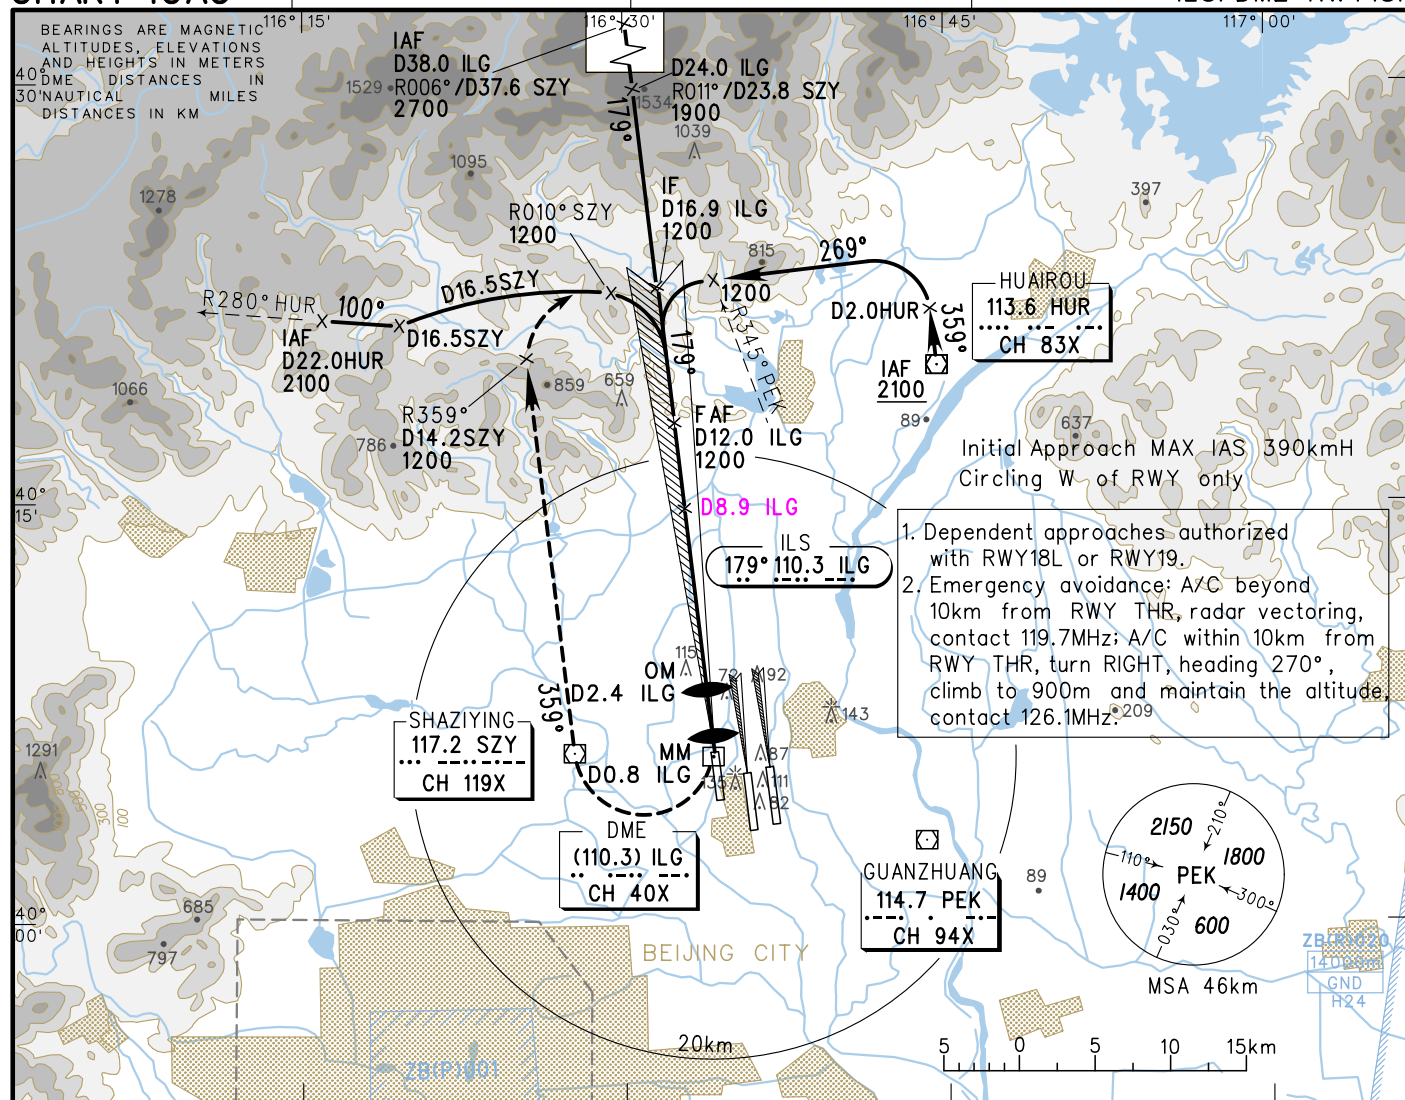 116°15'
116°30'
116°45'
117°00'
BEARINGS ARE MAGNETIC
ALTITUDES, ELEVATIONS
AND HEIGHTS IN METERS
DME DISTANCES IN
NAUTICAL MILES
DISTANCES IN KM
40°
30'
IAF
D38.0 ILG
R006°/D37.6 SZY
2700
1529
D24.0 ILG
R011°/D23.8 SZY
1900
1534
179°
1039
1095
1278
397
IF
D16.9 ILG
1200
R010° SZY
1200
815
269°
1200
D16.5SZY
R280° HUR
100°
D16.5SZY
IAF
D22.0HUR
2100
D2.0HUR
359°
IAF
2100
HUAIROU
113.6 HUR
CH 83X
179°
R345° PEK
859
659
1066
R359°
D14.2SZY
1200
786
FAF
D12.0 ILG
1200
89
637
Initial Approach MAX IAS 390kmH
Circling W of RWY only
40°
15'
D8.9 ILG
ILS
179° 110.3 ILG
1. Dependent approaches authorized
with RWY18L or RWY19.
2. Emergency avoidance: A/C beyond
10km from RWY THR, radar vectoring,
contact 119.7MHz; A/C within 10km from
RWY THR, turn RIGHT, heading 270°,
climb to 900m and maintain the altitude,
contact 126.1MHz.
209
115
OM
D2.4 ILG
72
192
143
359°
SHAZIYING
117.2 SZY
CH 119X
MM
D0.8 ILG
87
135
111
82
1291
300
100
DME
(110.3) ILG
CH 40X
GUANZHUANG
114.7 PEK
CH 94X
89
2150
210°
1800
110°
PEK
1400
300°
030°
600
MSA 46km
685
797
40°
00'
BEIJING CITY
ZB(R)020
14000m
GND
H24
20km
ZB(P)001
5 0 5 10 15km